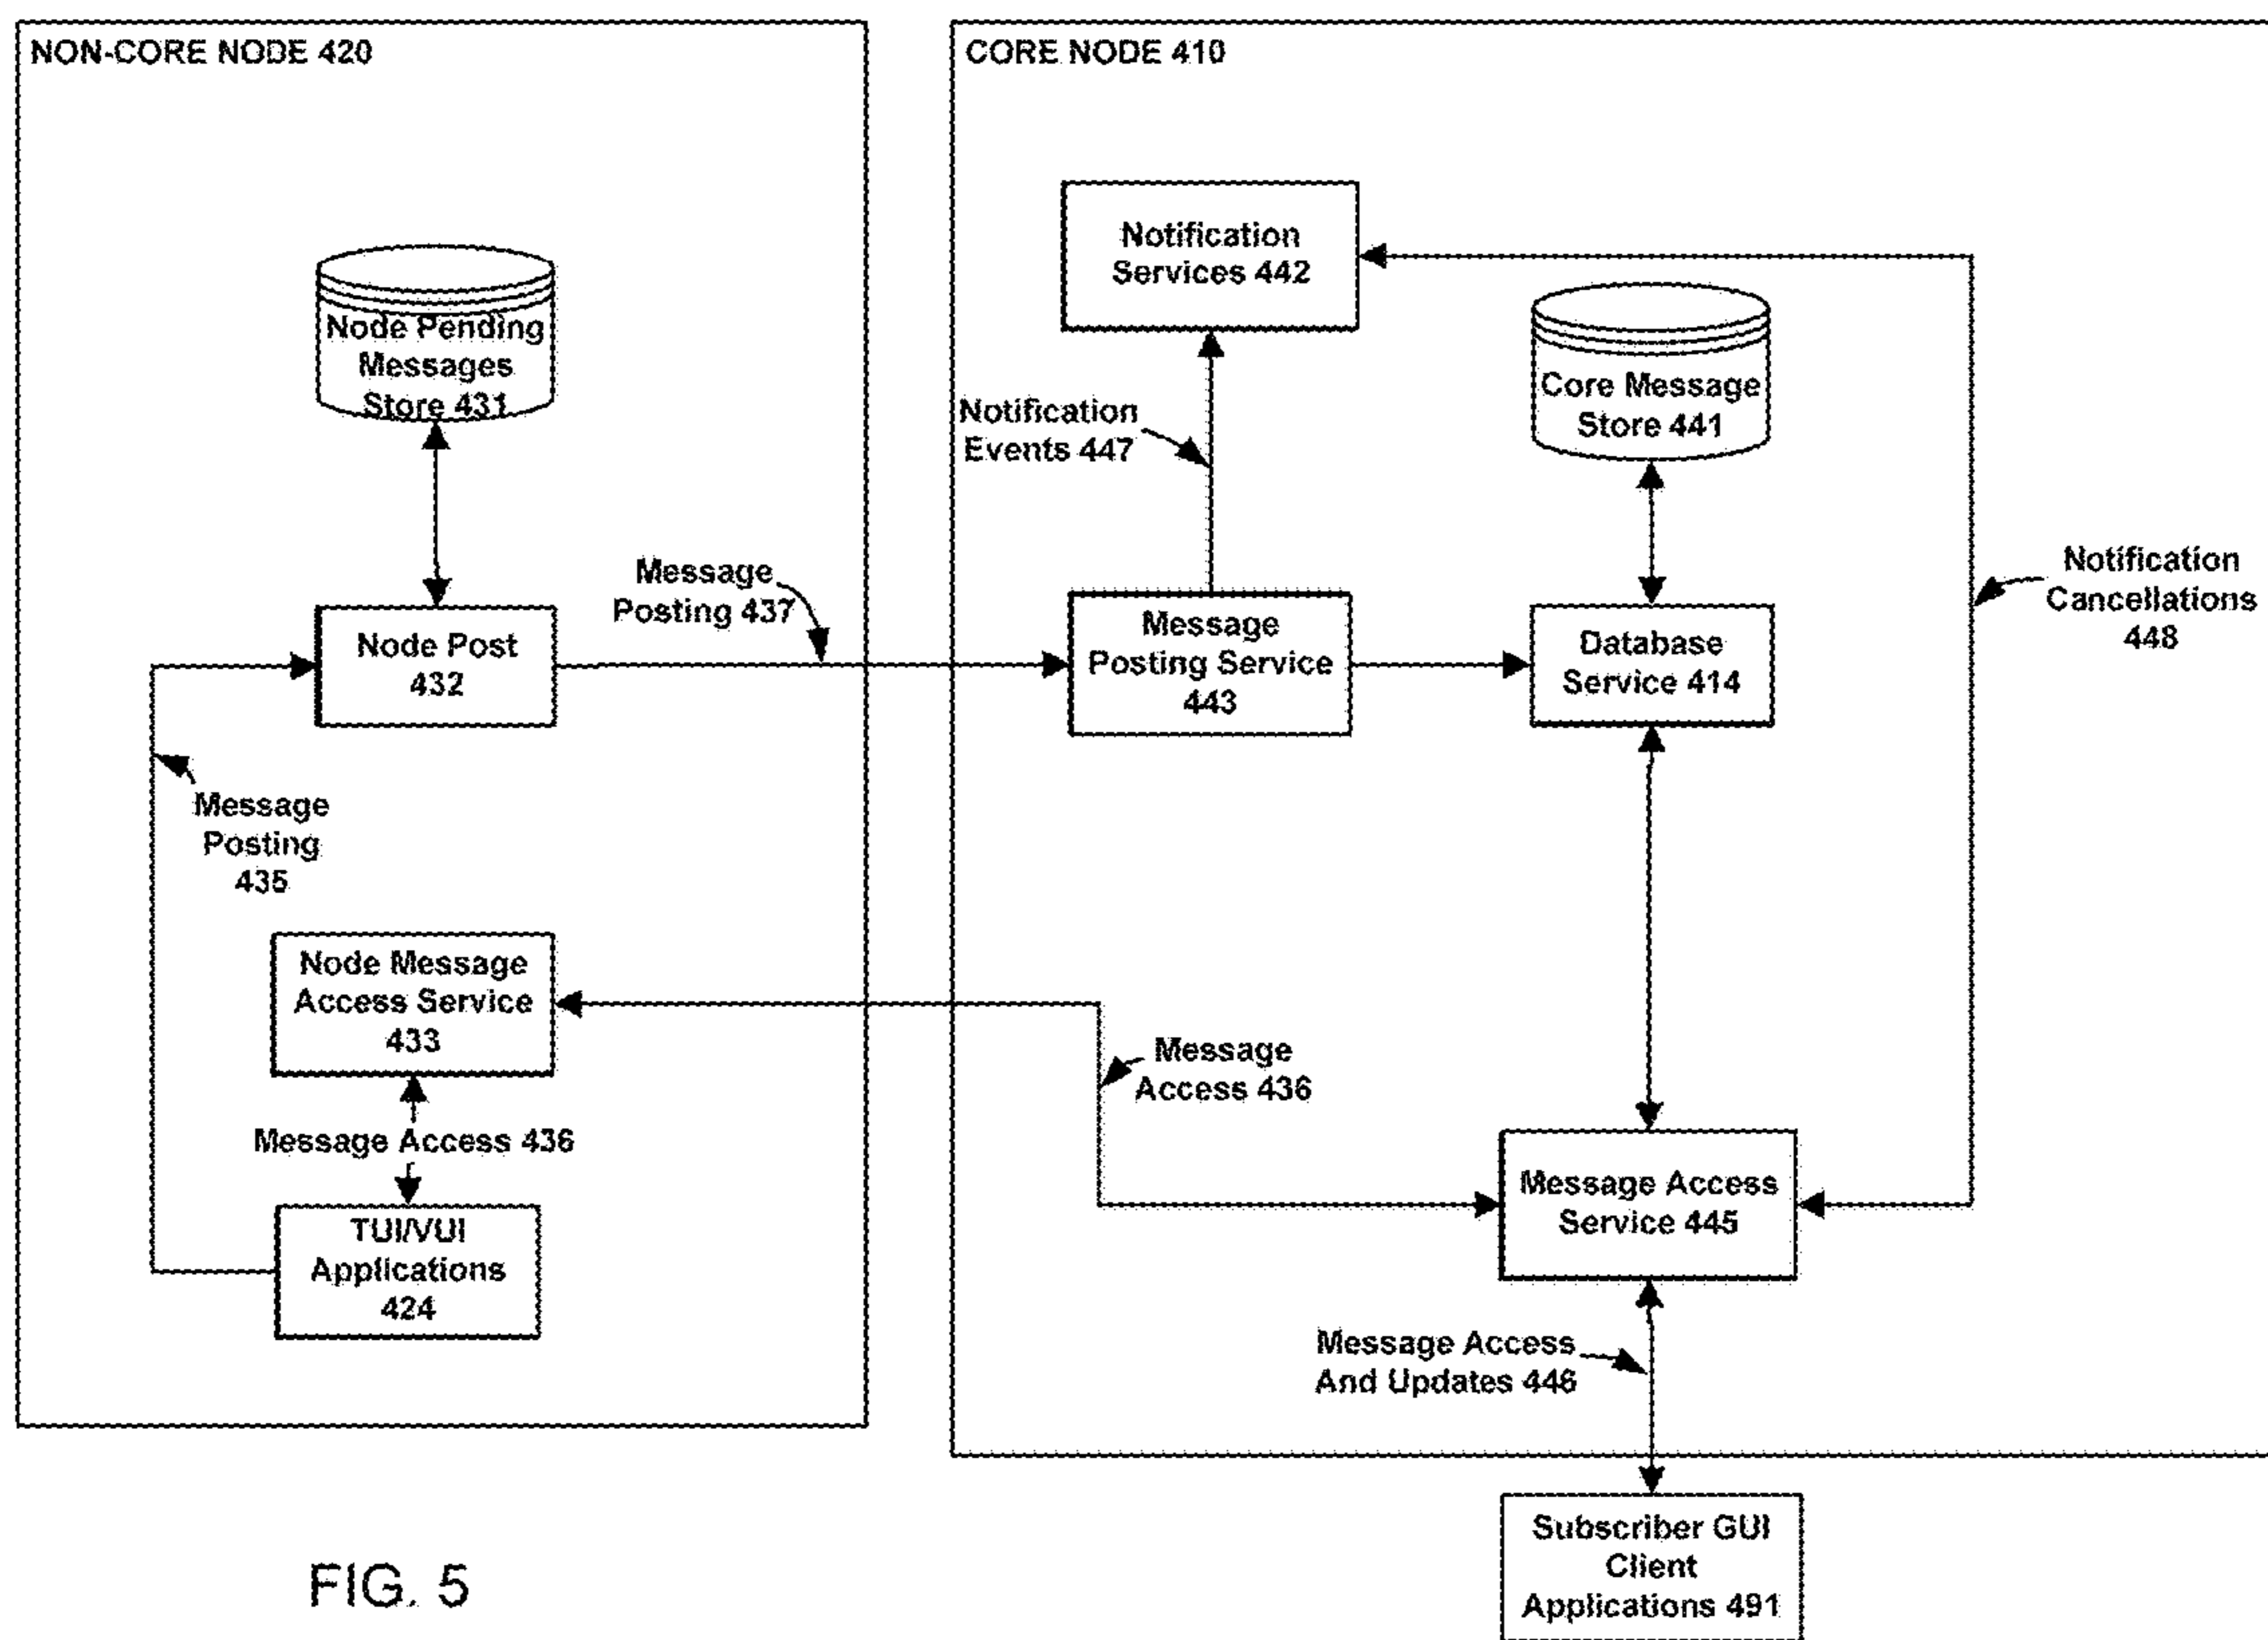 NON-CORE NODE 420
Node Pending
Messages
Store 431
Node Post
432
Message
Posting 437
Message
Posting
435
Node Message
Access Service
433
Message Access 436
TUI/VUI
Applications
424
CORE NODE 410
Notification
Services 442
Notification
Events 447
Core Message
Store 441
Message
Posting Service
443
Database
Service 414
Notification
Cancellations
448
Message
Access 436
Message Access
Service 445
Message Access
And Updates 446
Subscriber GUI
Client
Applications 491
FIG. 5